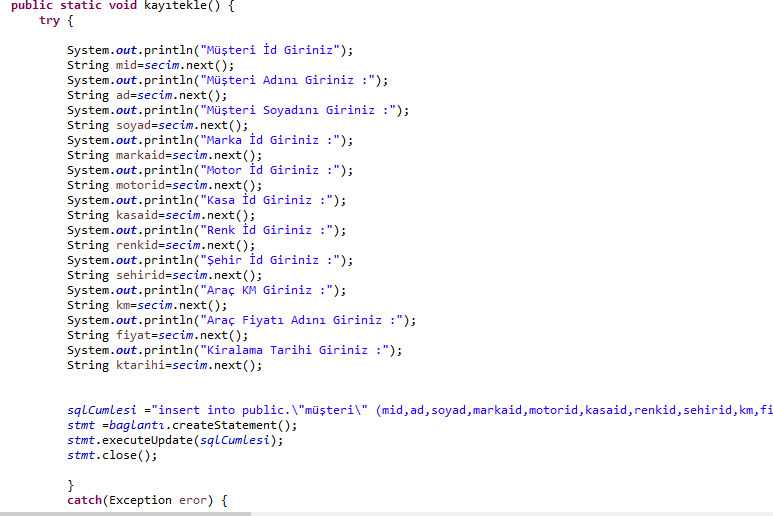 public static void kayıtekle() {
try {
System.out.println("Müşteri İd Giriniz");
String mid=secim.next();
System.out.println("Müşteri Adını Giriniz :");
String ad=secim.next();
System.out.println("Müşteri Soyadını Giriniz :");
String soyad=secim.next();
System.out.println("Marka İd Giriniz :");
String markaid=secim.next();
System.out.println("Motor İd Giriniz :");
String motorid=secim.next();
System.out.println("Kasa İd Giriniz :");
String kasaid=secim.next();
System.out.println("Renk İd Giriniz :");
String renkid=secim.next();
System.out.println("Şehir İd Giriniz :");
String sehirid=secim.next();
System.out.println("Araç KM Giriniz :");
String km=secim.next();
System.out.println("Araç Fiyatı Adını Giriniz :");
String fiyat=secim.next();
System.out.println("Kiralama Tarihi Giriniz :");
String ktarihi=secim.next();
sqlCumlesi ="insert into public.\"müşteri\" (mid,ad,soyad,markaid,motorid,kasaid,renkid,sehirid,km,fi
stmt =baglantı.createStatement();
stmt.executeUpdate(sqlCumlesi);
stmt.close();
}
catch(Exception eror) {